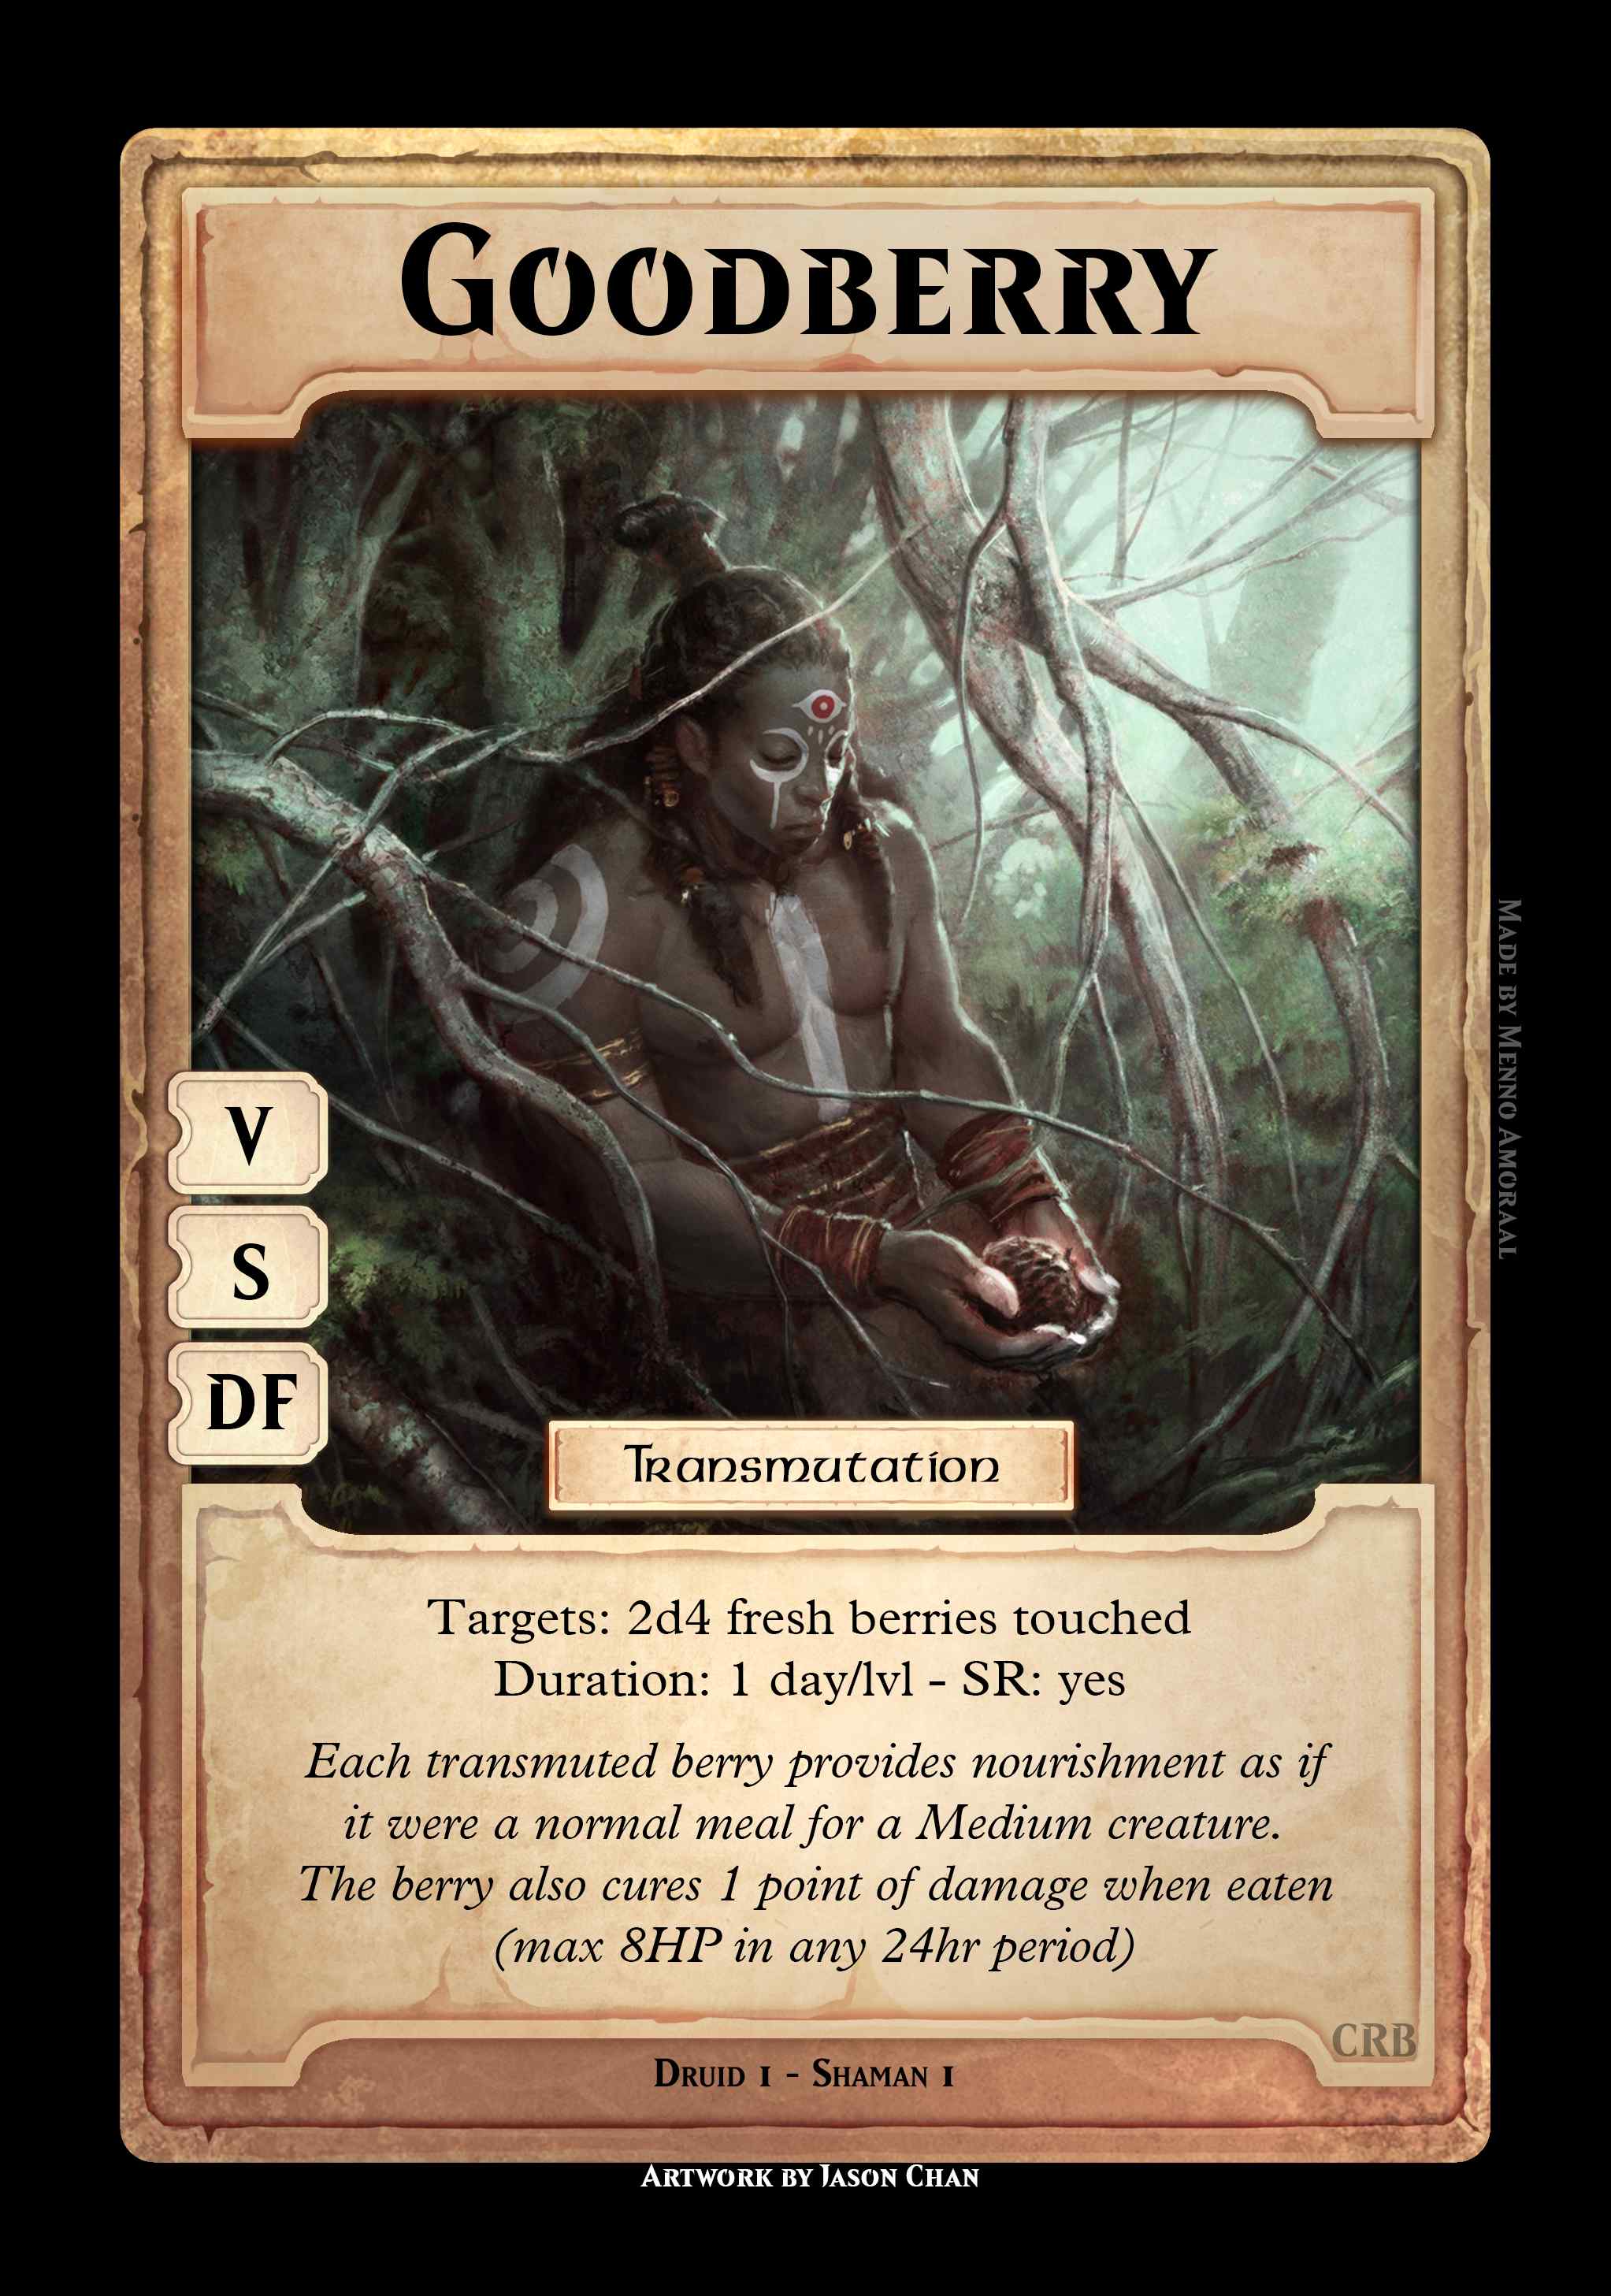 Goodberry
V
S
DF
Transmutation
Targets: 2d4 fresh berries touched
Duration: 1 day/lvl - SR: yes
Each transmuted berry provides nourishment as if
it were a normal meal for a Medium creature.
The berry also cures 1 point of damage when eaten
(max 8HP in any 24hr period)
CRB
Druid 1 - Shaman 1
Artwork by Jason Chan
Made by Menno Amoraal